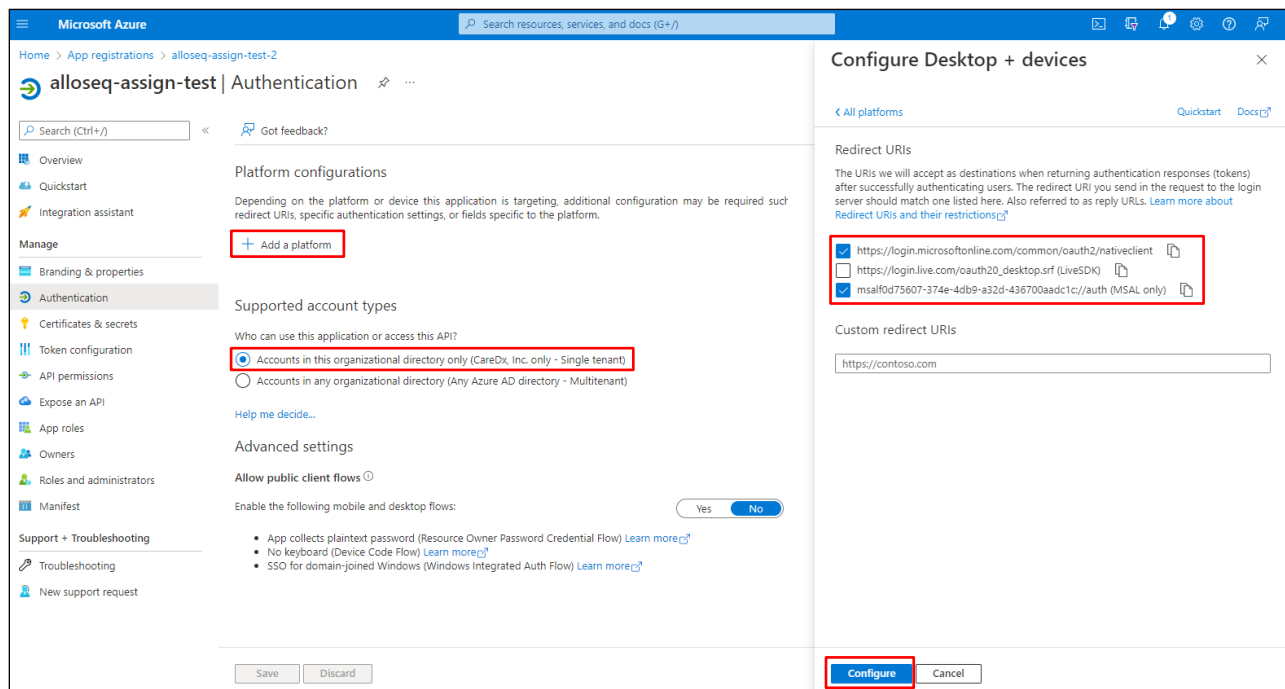 Microsoft Azure
Search resources, services, and docs (G+/)
1
Home > App registrations > alloseq-assign-test-2
alloseq-assign-test | Authentication
Search (Ctrl+/)
Overview
Quickstart
Integration assistant
Manage
Branding & properties
Authentication
Certificates & secrets
Token configuration
API permissions
Expose an API
App roles
Owners
Roles and administrators
Manifest
Support + Troubleshooting
Troubleshooting
New support request
Got feedback?
Platform configurations
Depending on the platform or device this application is targeting, additional configuration may be required such
redirect URIs, specific authentication settings, or fields specific to the platform.
Add a platform
Supported account types
Who can use this application or access this API?
Accounts in this organizational directory only (CareDx, Inc. only - Single tenant)
Accounts in any organizational directory (Any Azure AD directory - Multitenant)
Help me decide...
Advanced settings
Allow public client flows
Enable the following mobile and desktop flows:
Yes
No
App collects plaintext password (Resource Owner Password Credential Flow) Learn more
No keyboard (Device Code Flow) Learn more
SSO for domain-joined Windows (Windows Integrated Auth Flow) Learn more
Save
Discard
Configure Desktop + devices
All platforms
Quickstart
Docs
Redirect URIs
The URIs we will accept as destinations when returning authentication responses (tokens)
after successfully authenticating users. The redirect URI you send in the request to the login
server should match one listed here. Also referred to as reply URLs. Learn more about
Redirect URIs and their restrictions
https://login.microsoftonline.com/common/oauth2/nativeclient
https://login.live.com/oauth20_desktop.srf (LiveSDK)
msalf0d75607-374e-4db9-a32d-436700aadc1c://auth (MSAL only)
Custom redirect URIs
https://contoso.com
Configure
Cancel